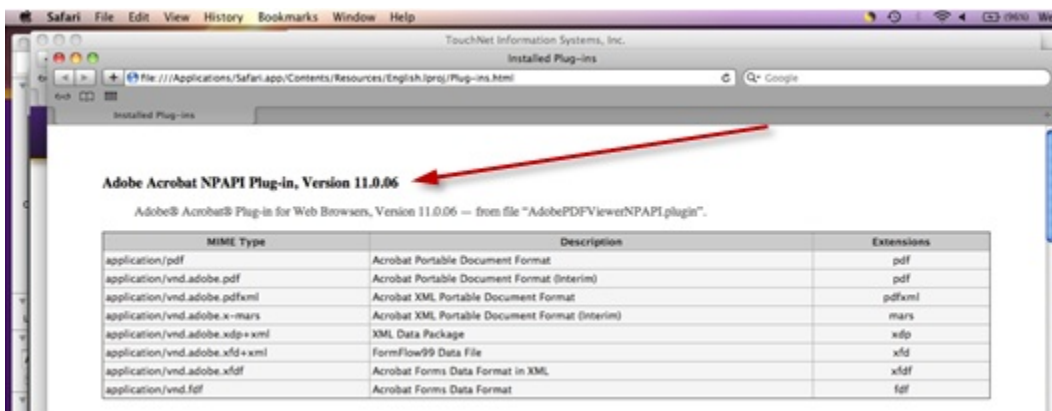 Safari File Edit View History Bookmarks Window Help (96%) We
TouchNet Information Systems, Inc.
Installed Plug-ins
file:///Applications/Safari.app/Contents/Resources/English.lproj/Plug-ins.html Google
Installed Plug-ins
Adobe Acrobat NPAPI Plug-in, Version 11.0.06
Adobe® Acrobat® Plug-in for Web Browsers, Version 11.0.06 — from file “AdobePDFViewerNPAPI.plugin”.
MIME Type Description Extensions
application/pdf Acrobat Portable Document Format pdf
application/vnd.adobe.pdf Acrobat Portable Document Format (Interim) pdf
application/vnd.adobe.pdfxml Acrobat XML Portable Document Format pdfxml
application/vnd.adobe.x-mars Acrobat XML Portable Document Format (Interim) mars
application/vnd.adobe.xdp+xml XML Data Package xdp
application/vnd.adobe.xfd+xml FormFlow99 Data File xfd
application/vnd.adobe.xfdf Acrobat Forms Data Format in XML xfdf
application/vnd.fdf Acrobat Forms Data Format fdf